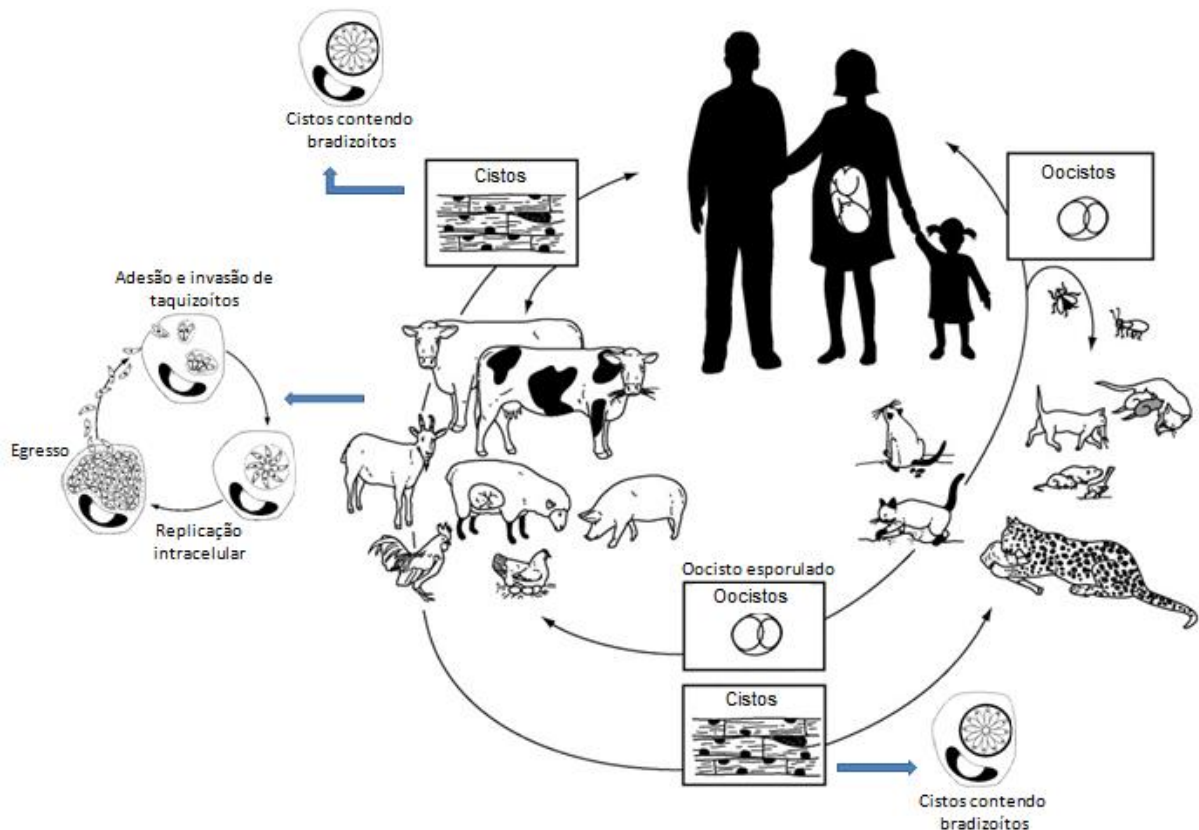 Cistos contendo
bradizoítos
Cistos
Oocistos
Adesão e invasão de
taquizoítos
Egresso
Replicação
intracelular
Oocisto esporulado
Oocistos
Cistos
Cistos contendo
bradizoítos